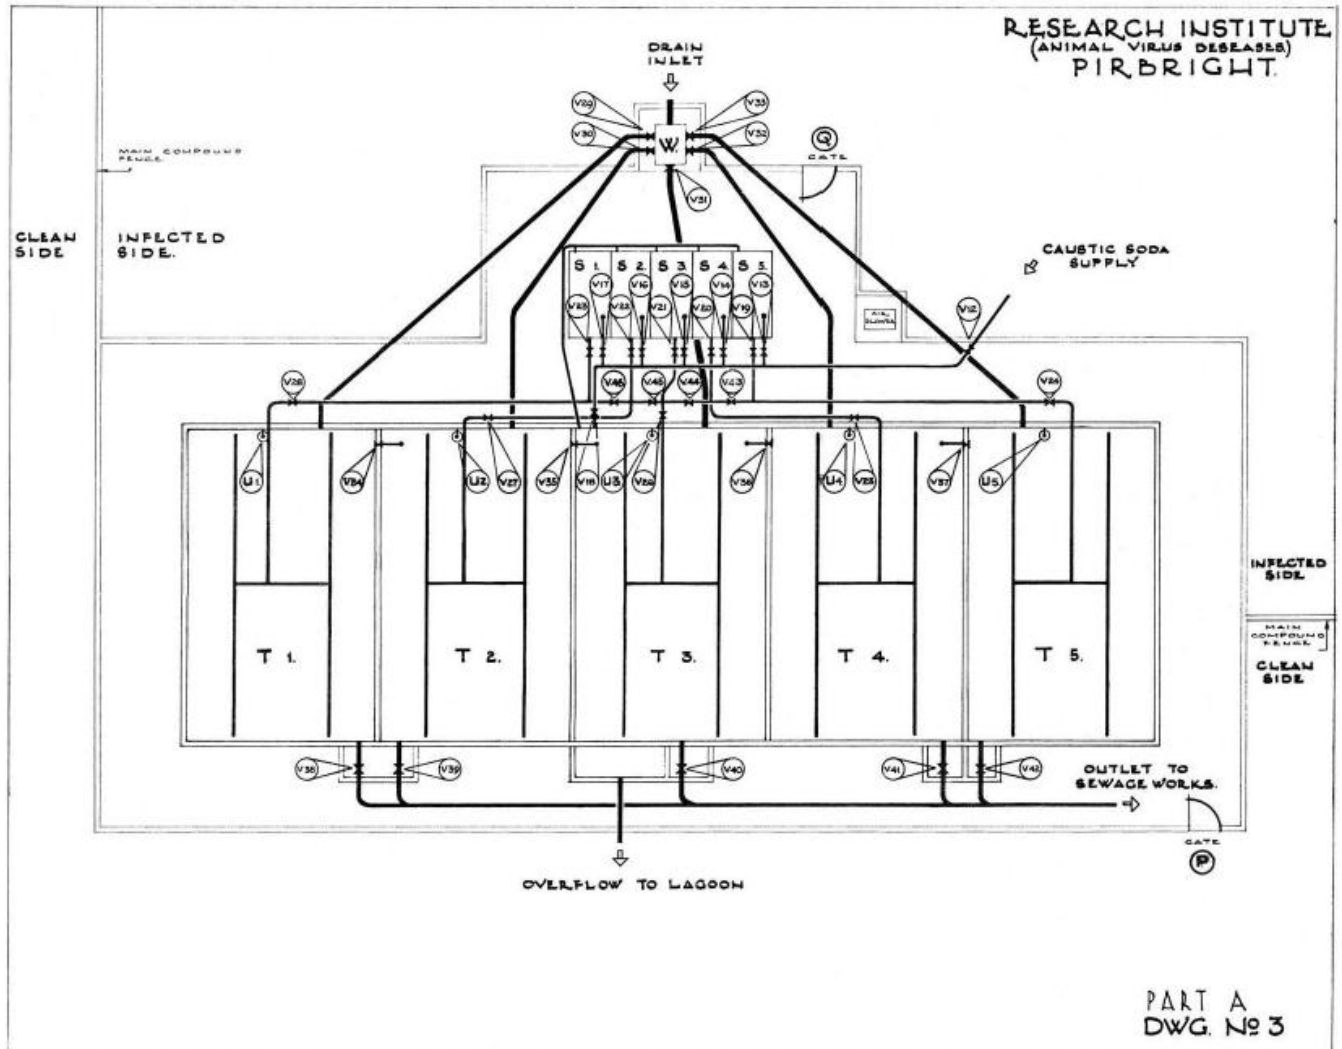 RESEARCH INSTITUTE
(ANIMAL VIRUS DESEASES)
PIRBRIGHT.
DRAIN
INLET
V29
V33
V30
V32
W.
Q
GATE
MAIN COMPOUND
FENCE
V31
CLEAN
SIDE
INFECTED
SIDE.
CAUSTIC SODA
SUPPLY
S 1.
S 2.
S 3.
S 4.
S 5.
V17
V16
V15
V14
V13
V23
V22
V21
V20
V19
AIR
BLOWER
V12
V28
V46
V45
V44
V43
V24
U1
V34
U2
V27
V35
V18
U3
V26
V36
U4
V25
V37
U5
INFECTED
SIDE
MAIN
COMPOUND
FENCE
CLEAN
SIDE
T 1.
T 2.
T 3.
T 4.
T 5.
V38
V39
V40
V41
V42
OUTLET TO
SEWAGE WORKS.
GATE
P
OVERFLOW TO LAGOON
PART A
DWG. No 3